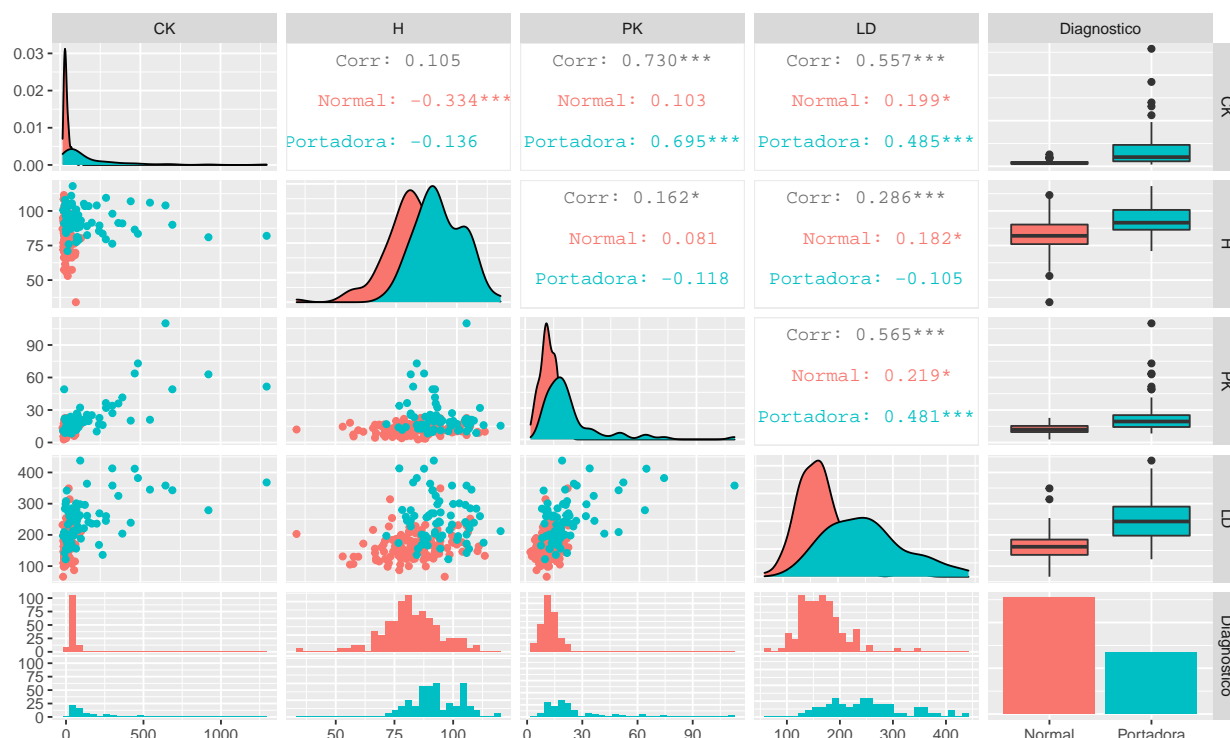 CK H PK LD Diagnostico
0.03
0.02
0.01
0.00
Corr: 0.105
Normal: -0.334***
Portadora: -0.136
Corr: 0.730***
Normal: 0.103
Portadora: 0.695***
Corr: 0.557***
Normal: 0.199*
Portadora: 0.485***
CK
100
75
50
Corr: 0.162*
Normal: 0.081
Portadora: -0.118
Corr: 0.286***
Normal: 0.182*
Portadora: -0.105
H
90
60
30
0
Corr: 0.565***
Normal: 0.219*
Portadora: 0.481***
PK
400
300
200
100
LD
100
75
50
25
0
100
75
50
25
0
Diagnostico
0 500 1000
50 75 100
0 30 60 90
100 200 300 400
Normal Portadora